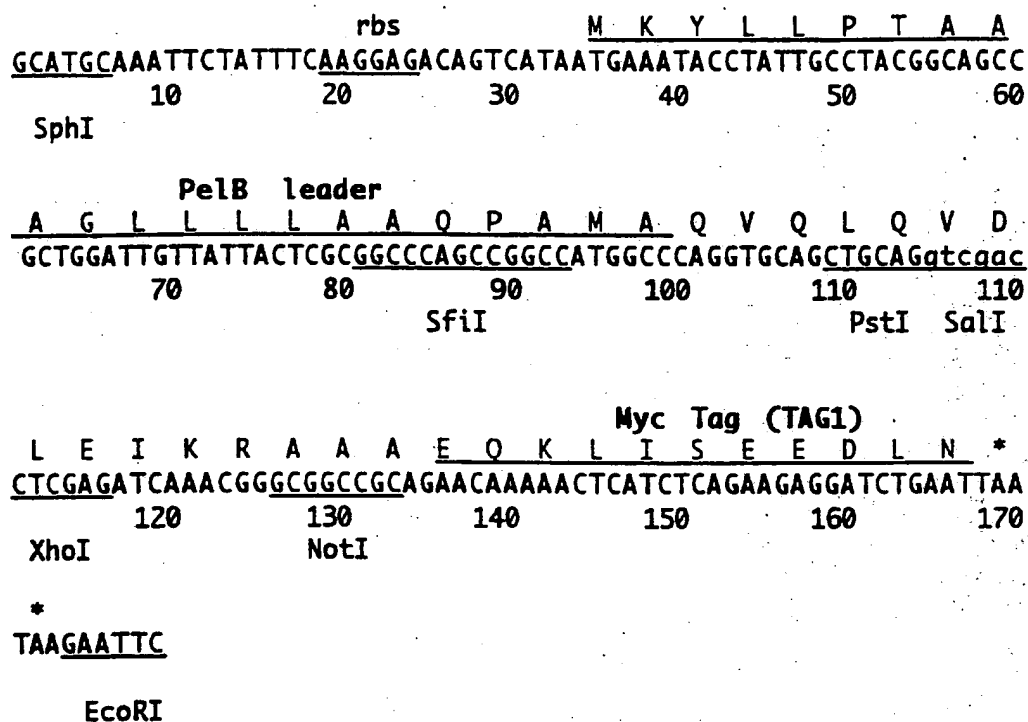 rbs M K Y L L P T A A
GCATGCAAATTCTATTTCAAGGAGACAGTCATAATGAAATACCTATTGCCTACGGCAGCC
10 20 30 40 50 60
SphI
PelB leader
A G L L L L A A Q P A M A Q V Q L Q V D
GCTGGATTGTTATTACTCGCGGCCCAGCCGGCCATGGCCCAGGTGCAGCTGCAGgtcgac
70 80 90 100 110 110
SfiI PstI SalI
Myc Tag (TAG1)
L E I K R A A A E Q K L I S E E D L N *
CTCGAGATCAAACGGGCGGCCGCAGAACAAAAACTCATCTCAGAAGAGGATCTGAATTAA
120 130 140 150 160 170
XhoI NotI
*
TAAGAATTC
EcoRI